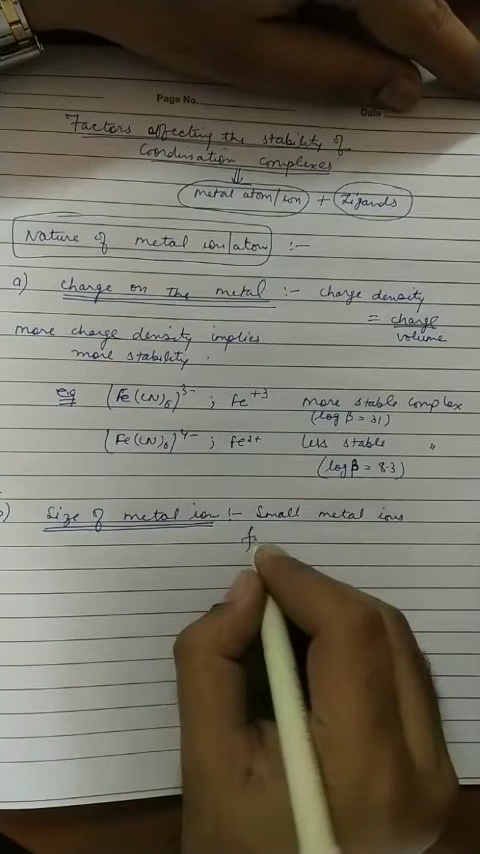 Page No.
Date:
Factors affecting the stability of
Coordination complexes
⇓
metal atom/ion + Ligands
Nature of metal ion/atom :-
a) charge on the metal :- charge density
= charge
volume
more charge density implies
more stability.
eg [Fe(CN)6]3- ; Fe+3 more stable complex
(log β = 31)
[Fe(CN)6]4- ; Fe2+ less stable "
(log β = 8.3)
b) Size of metal ion :- Small metal ions